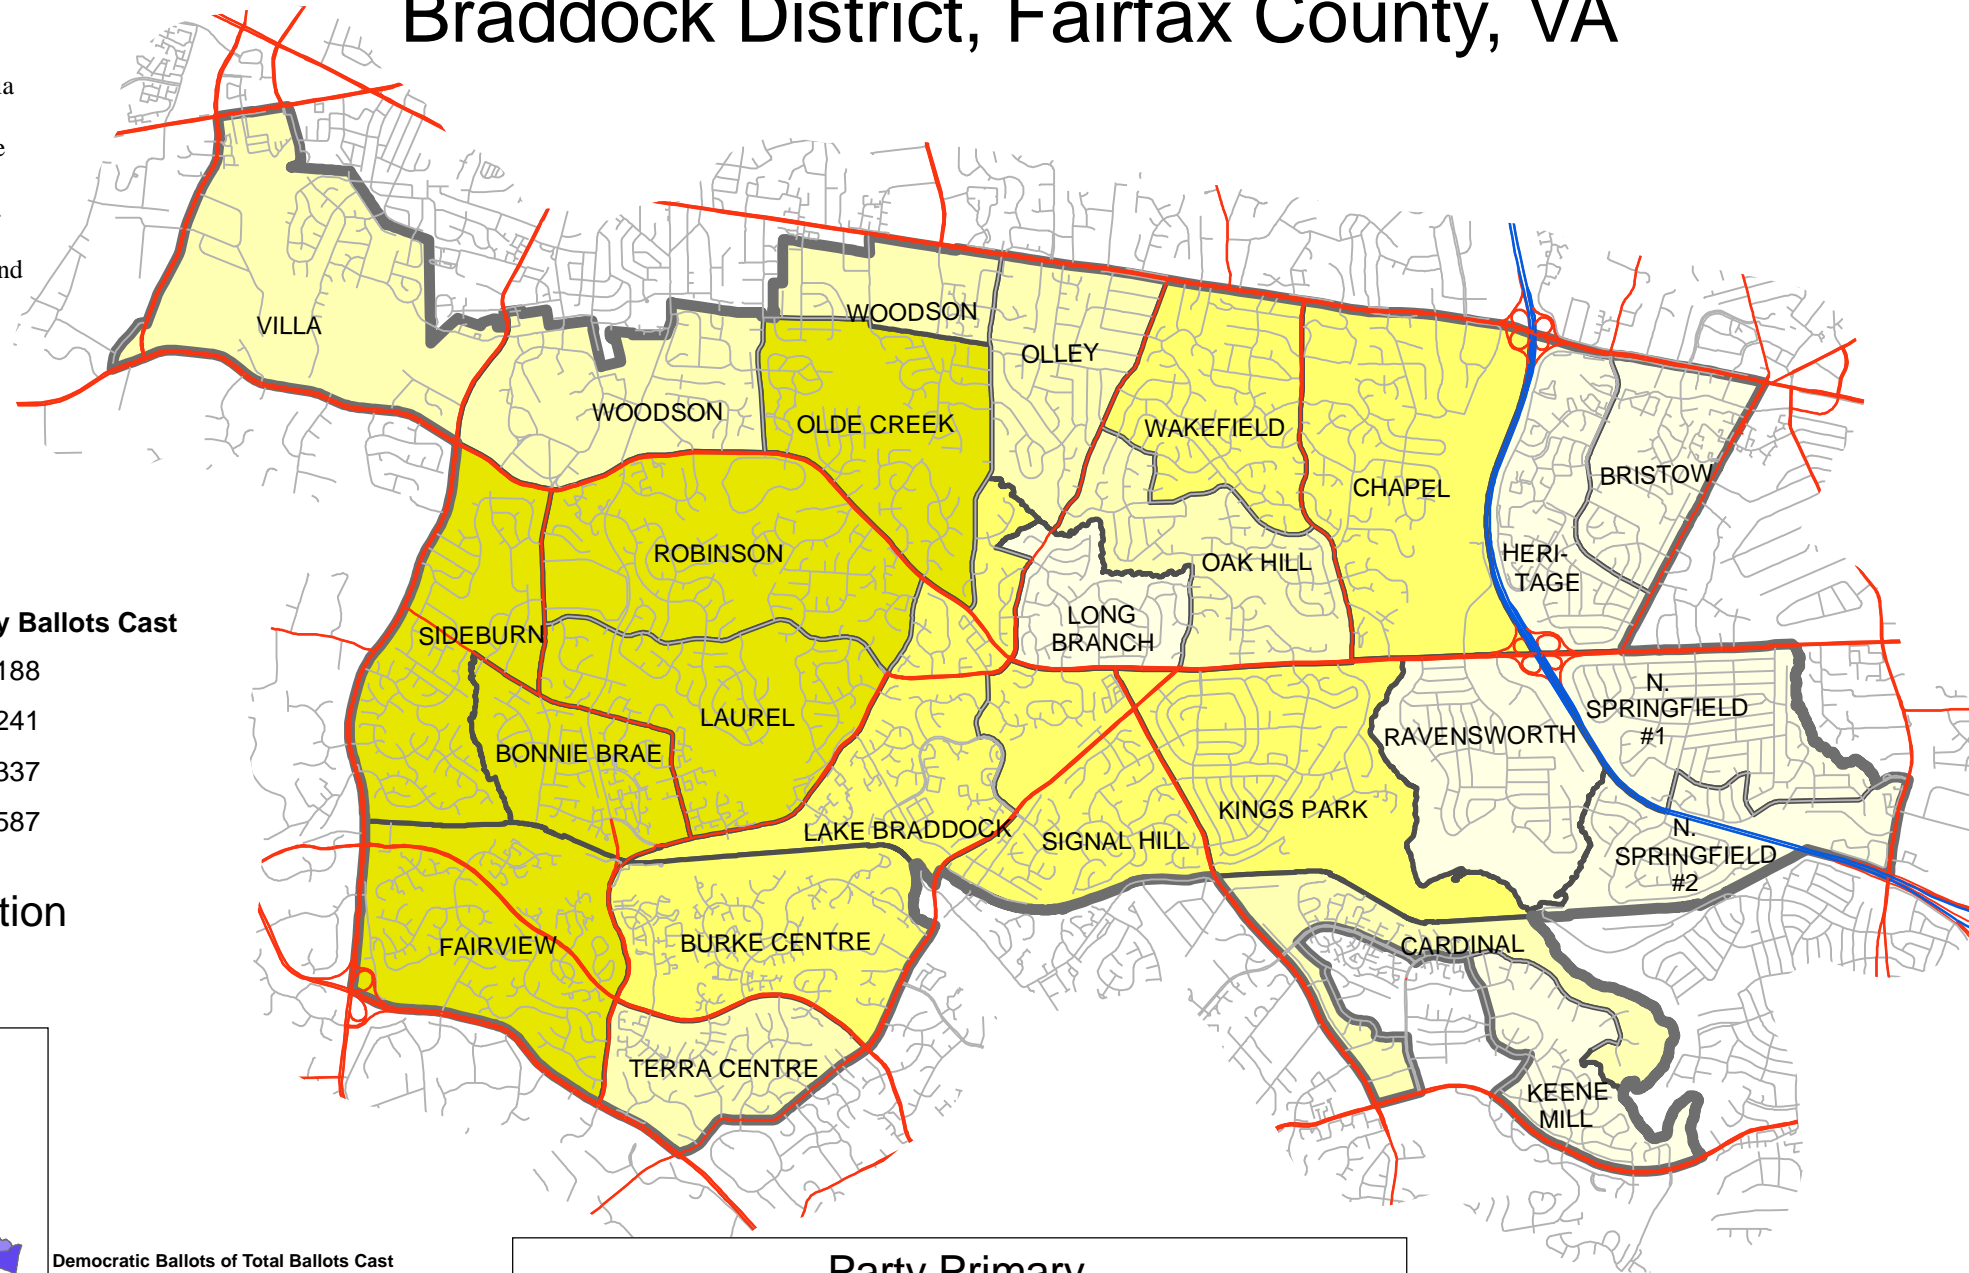 Braddock District, Fairfax County, VA
nd
VILLA
WOODSON
OLLEY
WOODSON
OLDE CREEK
WAKEFIELD
CHAPEL
BRISTOW
ROBINSON
OAK HILL
HERI-
TAGE
LONG
BRANCH
y Ballots Cast
188
241
337
587
SIDEBURN
LAUREL
BONNIE BRAE
RAVENSWORTH
N.
SPRINGFIELD
#1
LAKE BRADDOCK
SIGNAL HILL
KINGS PARK
N.
SPRINGFIELD
#2
tion
FAIRVIEW
BURKE CENTRE
CARDINAL
TERRA CENTRE
KEENE
MILL
Democratic Ballots of Total Ballots Cast
Party Primary